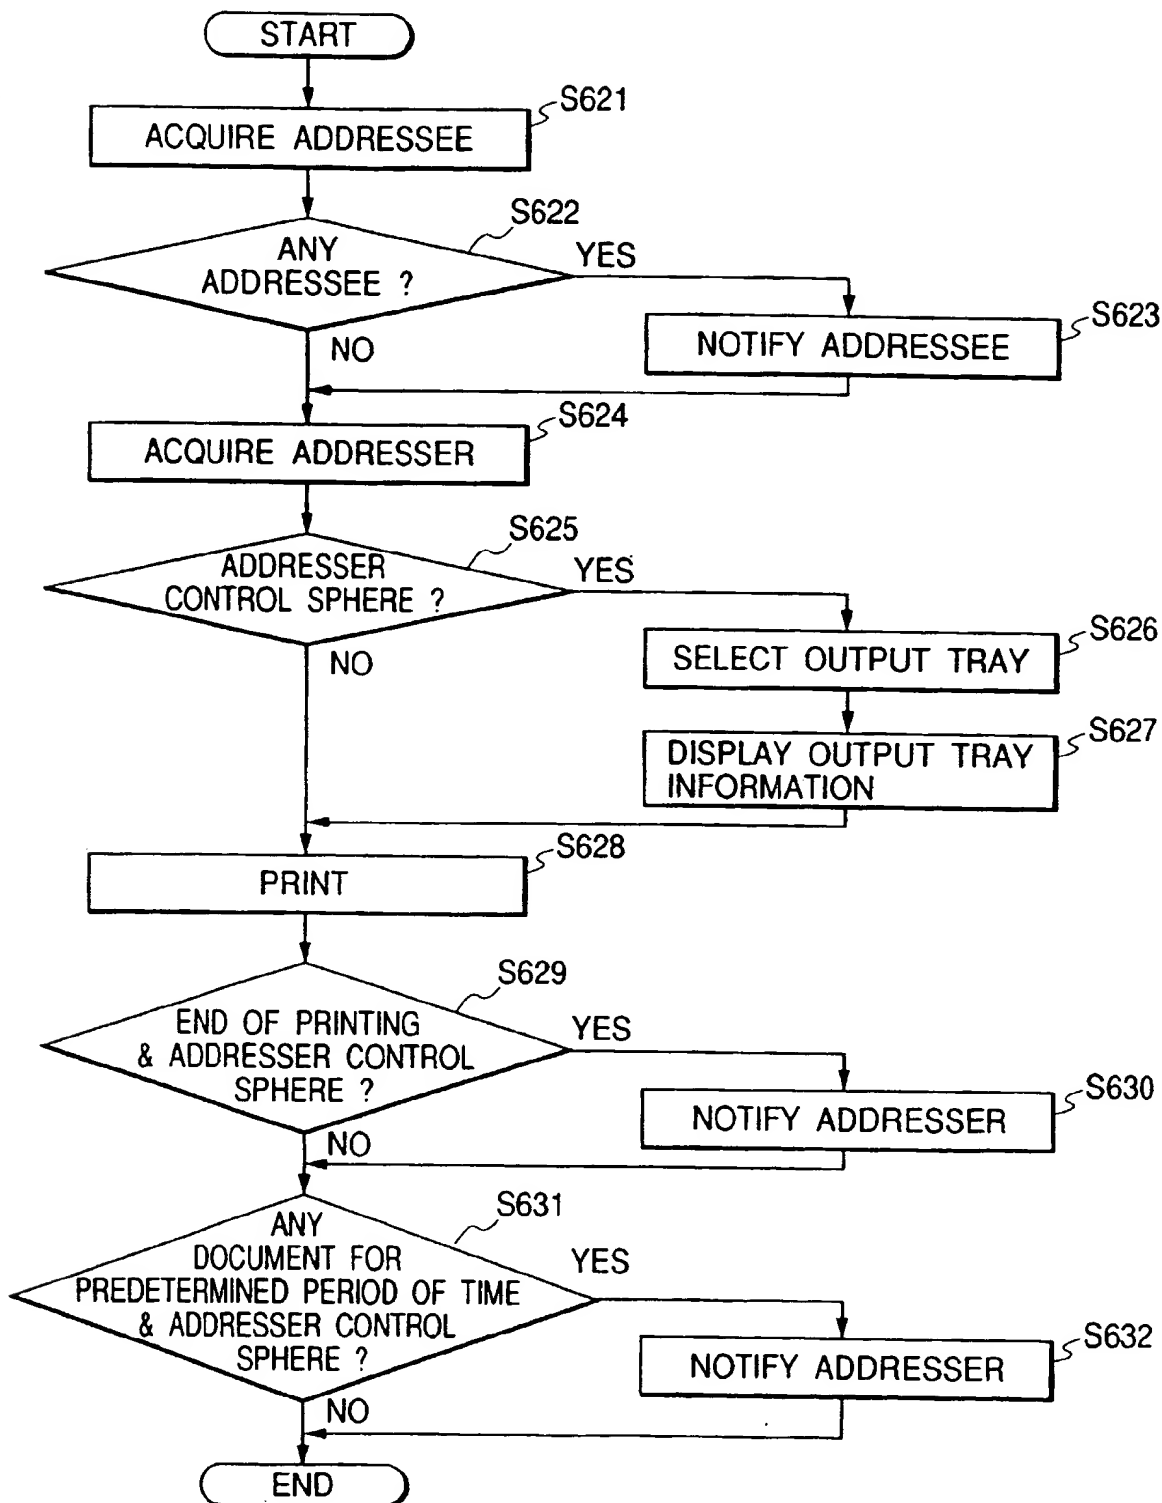 START
S621
ACQUIRE ADDRESSEE
S622
ANY
ADDRESSEE ?
YES
S623
NOTIFY ADDRESSEE
NO
S624
ACQUIRE ADDRESSER
S625
ADDRESSER
CONTROL SPHERE ?
YES
S626
SELECT OUTPUT TRAY
NO
S627
DISPLAY OUTPUT TRAY
INFORMATION
S628
PRINT
S629
END OF PRINTING
& ADDRESSER CONTROL
SPHERE ?
YES
S630
NOTIFY ADDRESSER
NO
S631
ANY
DOCUMENT FOR
PREDETERMINED PERIOD OF TIME
& ADDRESSER CONTROL
SPHERE ?
YES
S632
NOTIFY ADDRESSER
NO
END